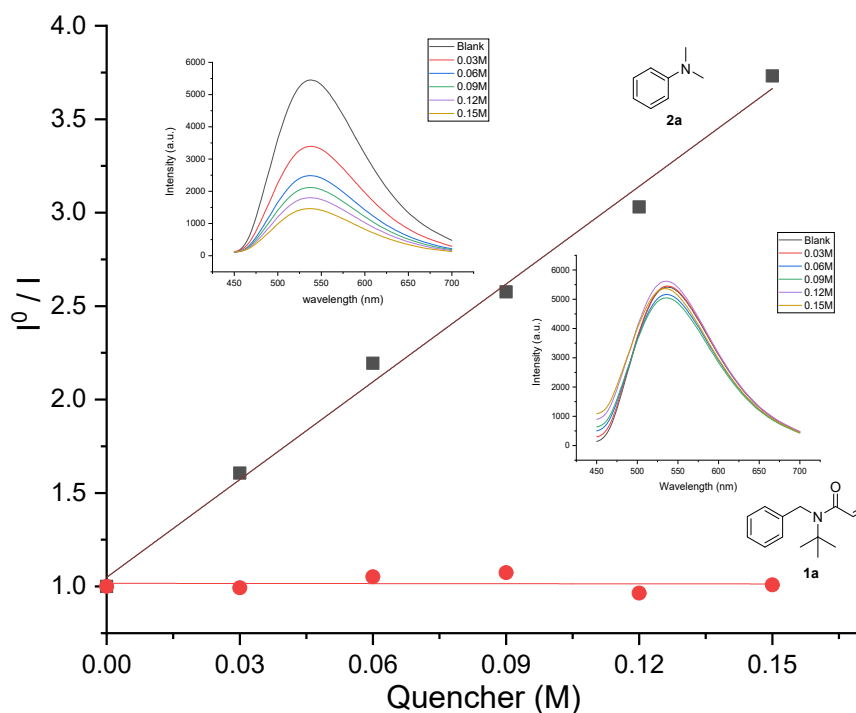 4.0
3.5
3.0
2.5
2.0
1.5
1.0
I⁰ / I
0.00
0.03
0.06
0.09
0.12
0.15
Quencher (M)
6000
5000
4000
3000
2000
1000
0
Intensity (a.u.)
450
500
550
600
650
700
wavelength (nm)
Blank
0.03M
0.06M
0.09M
0.12M
0.15M
N
2a
6000
5000
4000
3000
2000
1000
0
Intensity (a.u.)
450
500
550
600
650
700
Wavelength (nm)
Blank
0.03M
0.06M
0.09M
0.12M
0.15M
O
N
1a